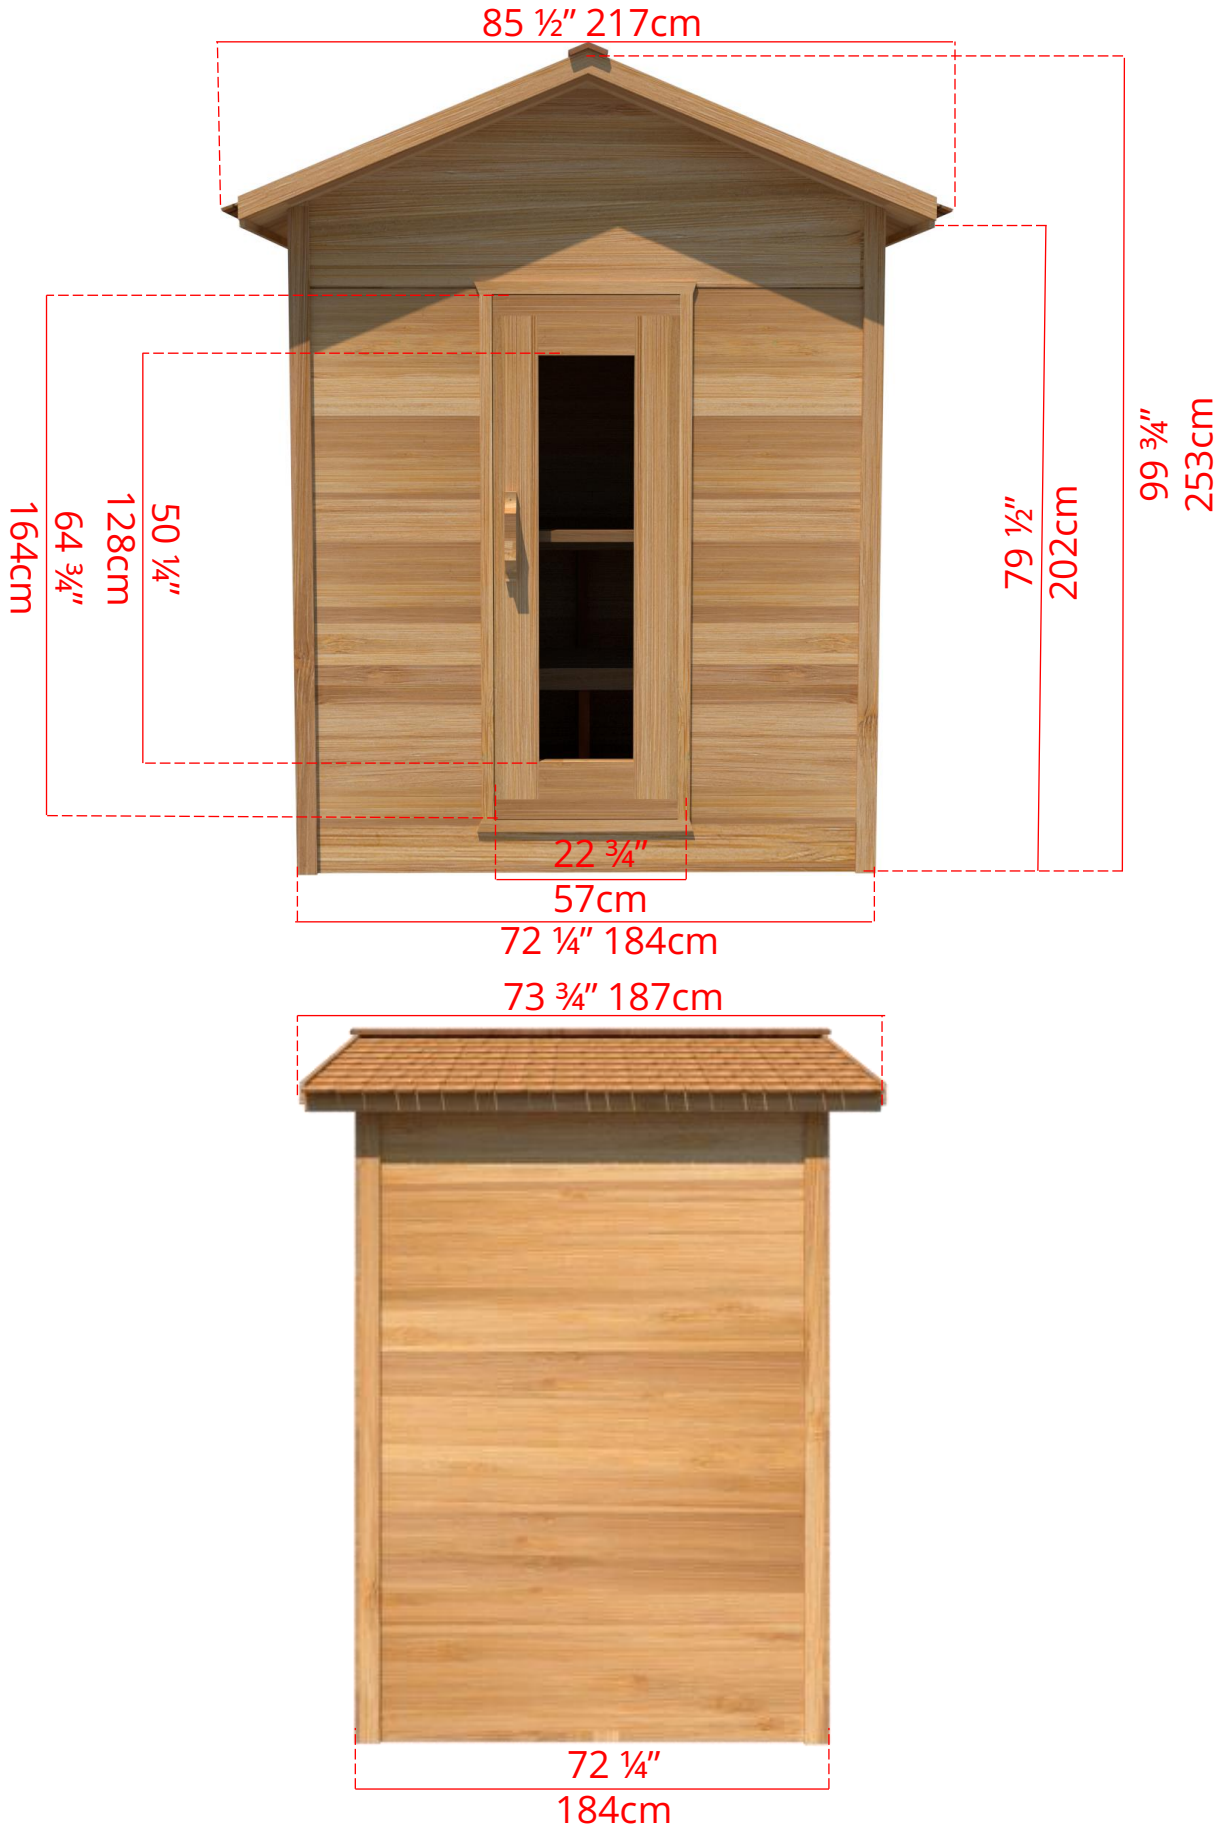 85 ½” 217cm
99 ¾”
253cm
79 ½”
202cm
50 ¼”
128cm
64 ¾”
164cm
22 ¾”
57cm
72 ¼” 184cm
73 ¾” 187cm
72 ¼”
184cm